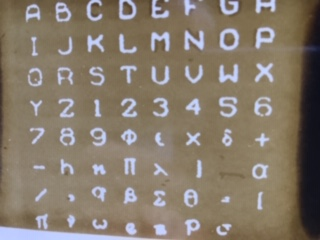 A B C D E F G H
I J K L M N O P
Q R S T U V W X
Y Z 1 2 3 4 5 6
7 8 9 Φ ε x δ +
- h n Π λ α
/ , q β Σ θ
π ω